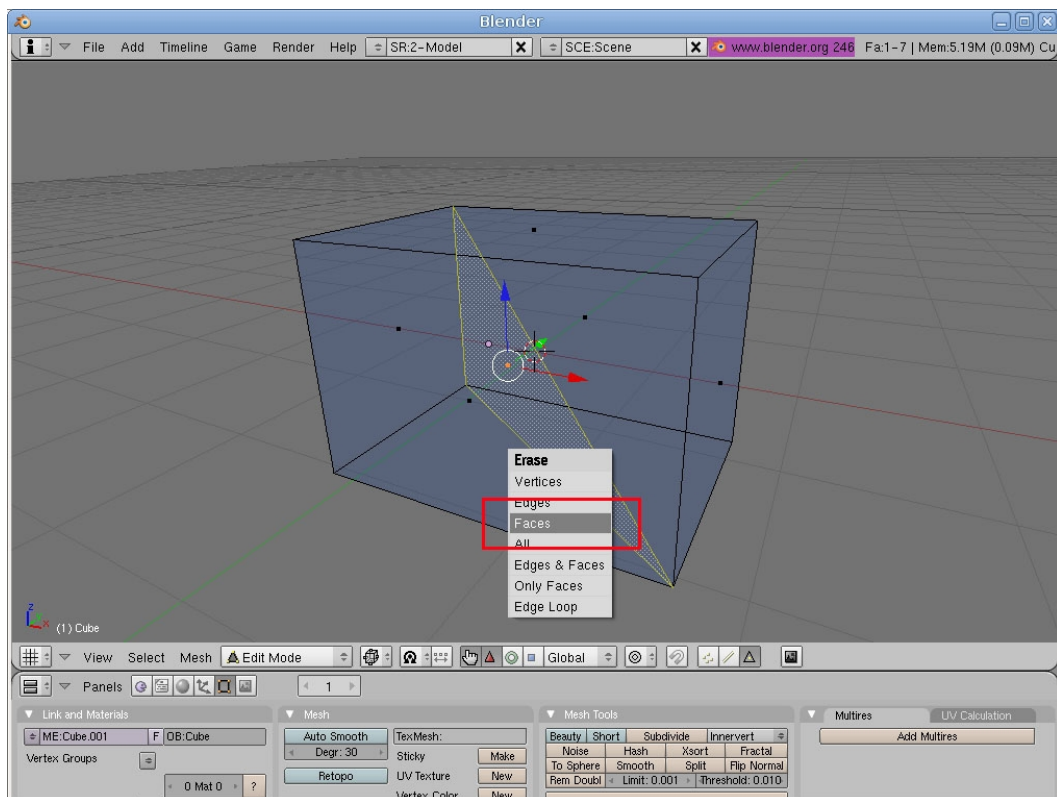 Blender
File Add Timeline Game Render Help SR:2-Model X SCE:Scene X www.blender.org 246 Fa:1-7 | Mem:5.19M (0.09M) Cu
Erase
Vertices
Edges
Faces
All
Edges & Faces
Only Faces
Edge Loop
z
x
(1) Cube
View Select Mesh Edit Mode Global
Panels 1
Link and Materials
ME:Cube.001 F OB:Cube
Vertex Groups
0 Mat 0 ?
Mesh
Auto Smooth TexMesh:
Degr: 30 Sticky Make
Retopo UV Texture New
Vertex Color New
Mesh Tools
Beauty Short Subdivide Innervert
Noise Hash Xsort Fractal
To Sphere Smooth Split Flip Normal
Rem Doubl Limit: 0.001 Threshold: 0.010
Multires UV Calculation
Add Multires